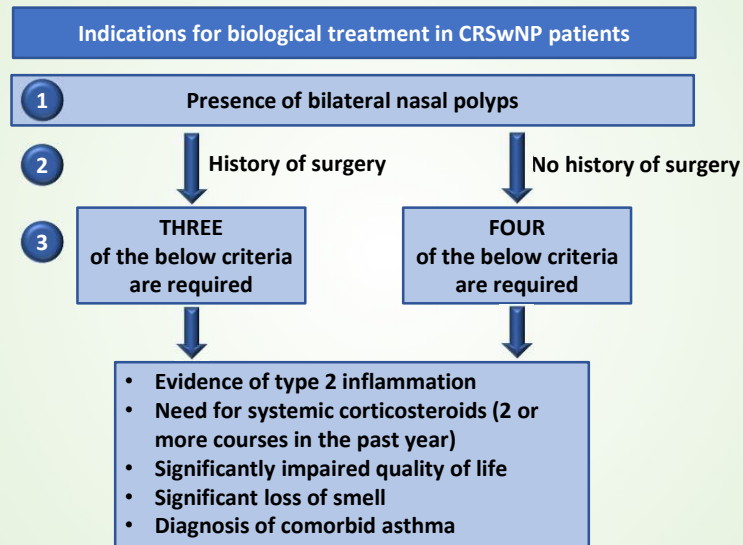 Indications for biological treatment in CRSwNP patients
1
Presence of bilateral nasal polyps
2
History of surgery
No history of surgery
3
THREE
of the below criteria
are required
FOUR
of the below criteria
are required
• Evidence of type 2 inflammation
• Need for systemic corticosteroids (2 or
more courses in the past year)
• Significantly impaired quality of life
• Significant loss of smell
• Diagnosis of comorbid asthma